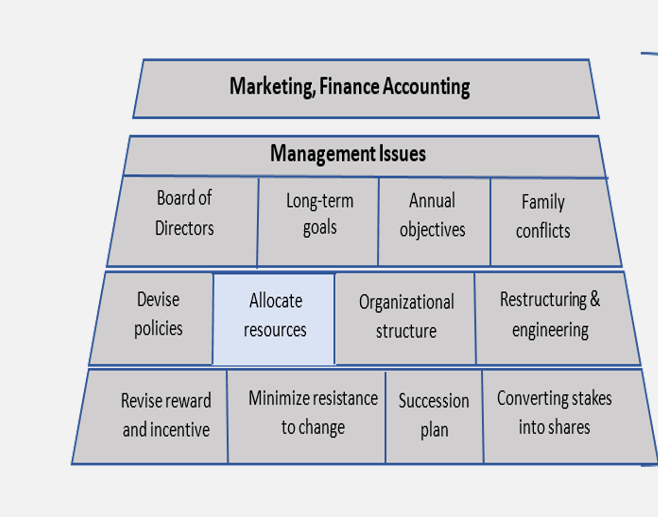 Marketing, Finance Accounting
Management Issues
Board of
Directors
Long-term
goals
Annual
objectives
Family
conflicts
Devise
policies
Allocate
resources
Organizational
structure
Restructuring &
engineering
Revise reward
and incentive
Minimize resistance
to change
Succession
plan
Converting stakes
into shares